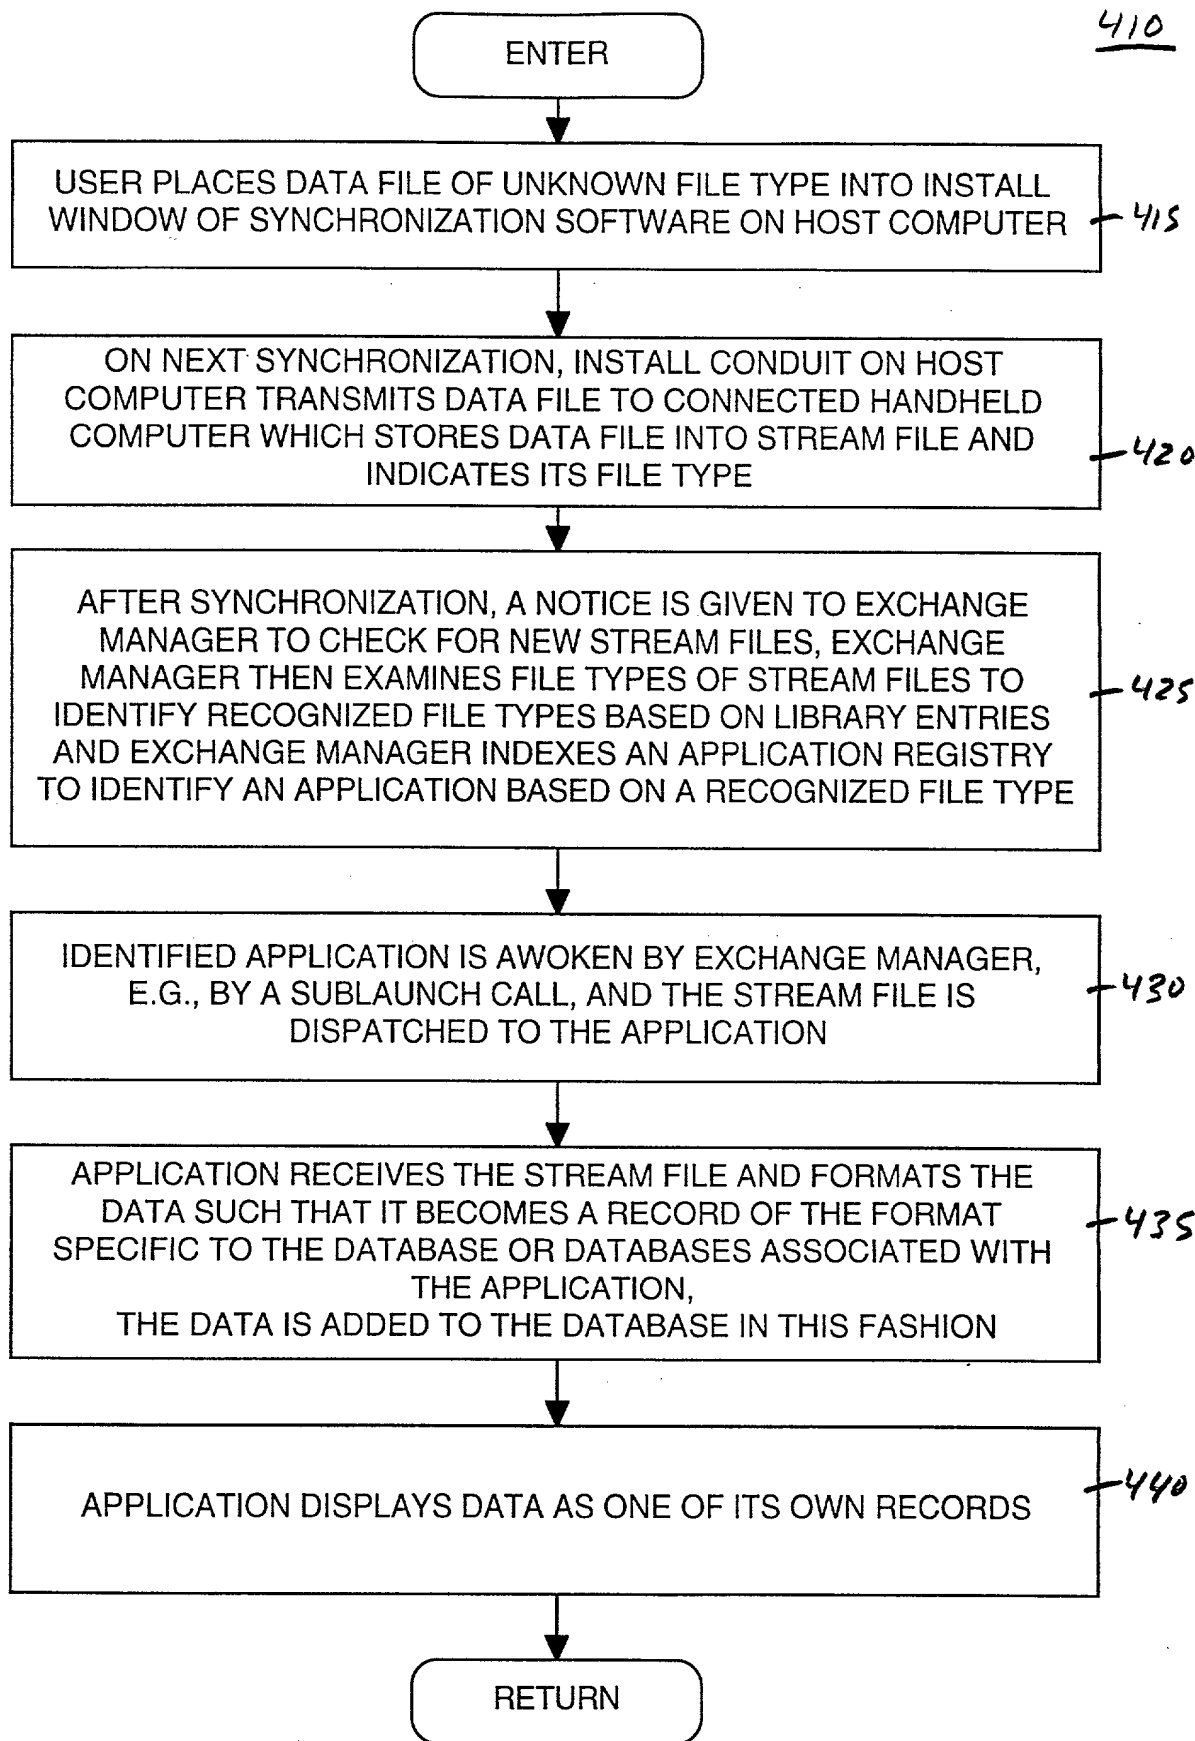 410
ENTER
USER PLACES DATA FILE OF UNKNOWN FILE TYPE INTO INSTALL
WINDOW OF SYNCHRONIZATION SOFTWARE ON HOST COMPUTER
415
ON NEXT SYNCHRONIZATION, INSTALL CONDUIT ON HOST
COMPUTER TRANSMITS DATA FILE TO CONNECTED HANDHELD
COMPUTER WHICH STORES DATA FILE INTO STREAM FILE AND
INDICATES ITS FILE TYPE
420
AFTER SYNCHRONIZATION, A NOTICE IS GIVEN TO EXCHANGE
MANAGER TO CHECK FOR NEW STREAM FILES, EXCHANGE
MANAGER THEN EXAMINES FILE TYPES OF STREAM FILES TO
IDENTIFY RECOGNIZED FILE TYPES BASED ON LIBRARY ENTRIES
AND EXCHANGE MANAGER INDEXES AN APPLICATION REGISTRY
TO IDENTIFY AN APPLICATION BASED ON A RECOGNIZED FILE TYPE
425
IDENTIFIED APPLICATION IS AWOKEN BY EXCHANGE MANAGER,
E.G., BY A SUBLAUNCH CALL, AND THE STREAM FILE IS
DISPATCHED TO THE APPLICATION
430
APPLICATION RECEIVES THE STREAM FILE AND FORMATS THE
DATA SUCH THAT IT BECOMES A RECORD OF THE FORMAT
SPECIFIC TO THE DATABASE OR DATABASES ASSOCIATED WITH
THE APPLICATION,
THE DATA IS ADDED TO THE DATABASE IN THIS FASHION
435
APPLICATION DISPLAYS DATA AS ONE OF ITS OWN RECORDS
440
RETURN